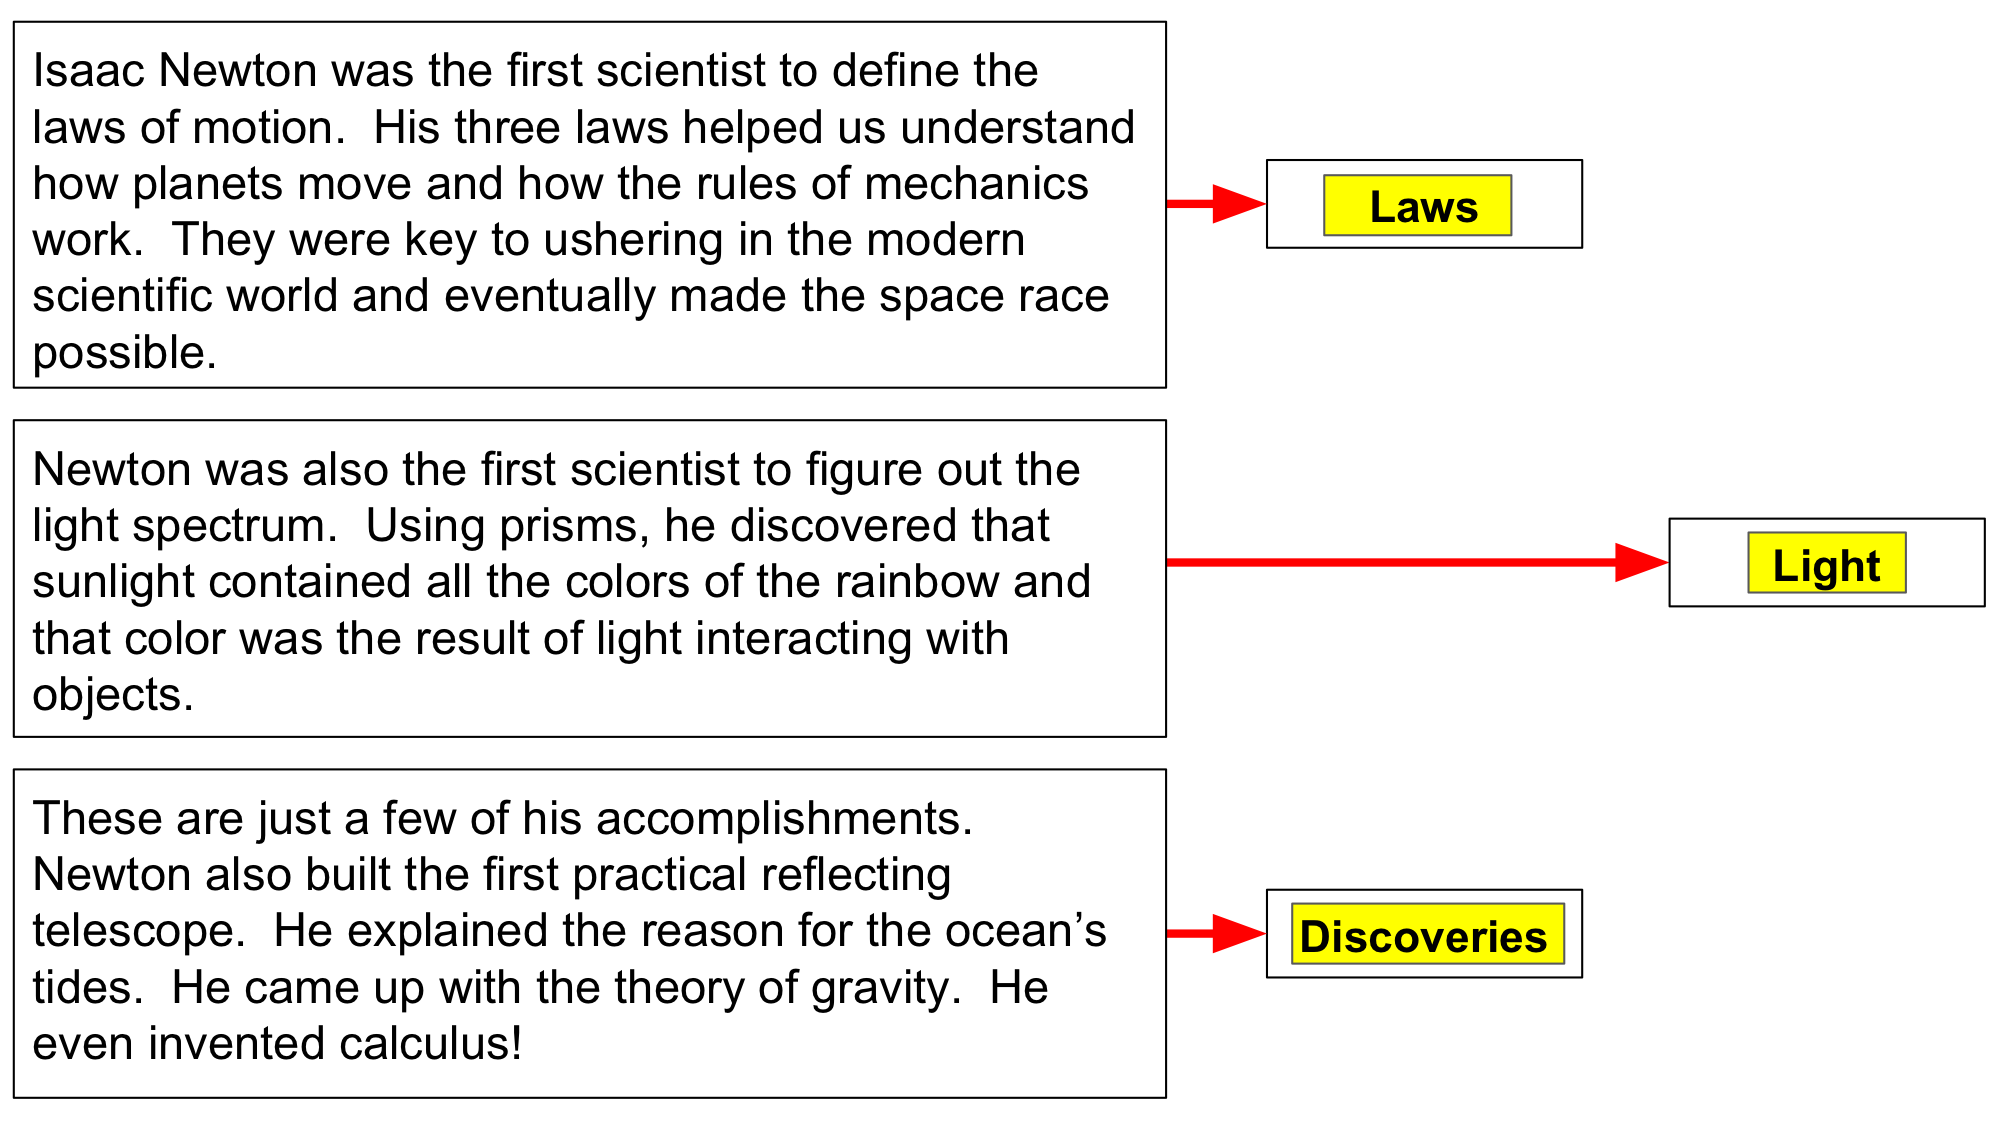 Isaac Newton was the first scientist to define the
laws of motion.  His three laws helped us understand
how planets move and how the rules of mechanics
work.  They were key to ushering in the modern
scientific world and eventually made the space race
possible.
Laws
Newton was also the first scientist to figure out the
light spectrum.  Using prisms, he discovered that
sunlight contained all the colors of the rainbow and
that color was the result of light interacting with
objects.
Light
These are just a few of his accomplishments.
Newton also built the first practical reflecting
telescope.  He explained the reason for the ocean’s
tides.  He came up with the theory of gravity.  He
even invented calculus!
Discoveries